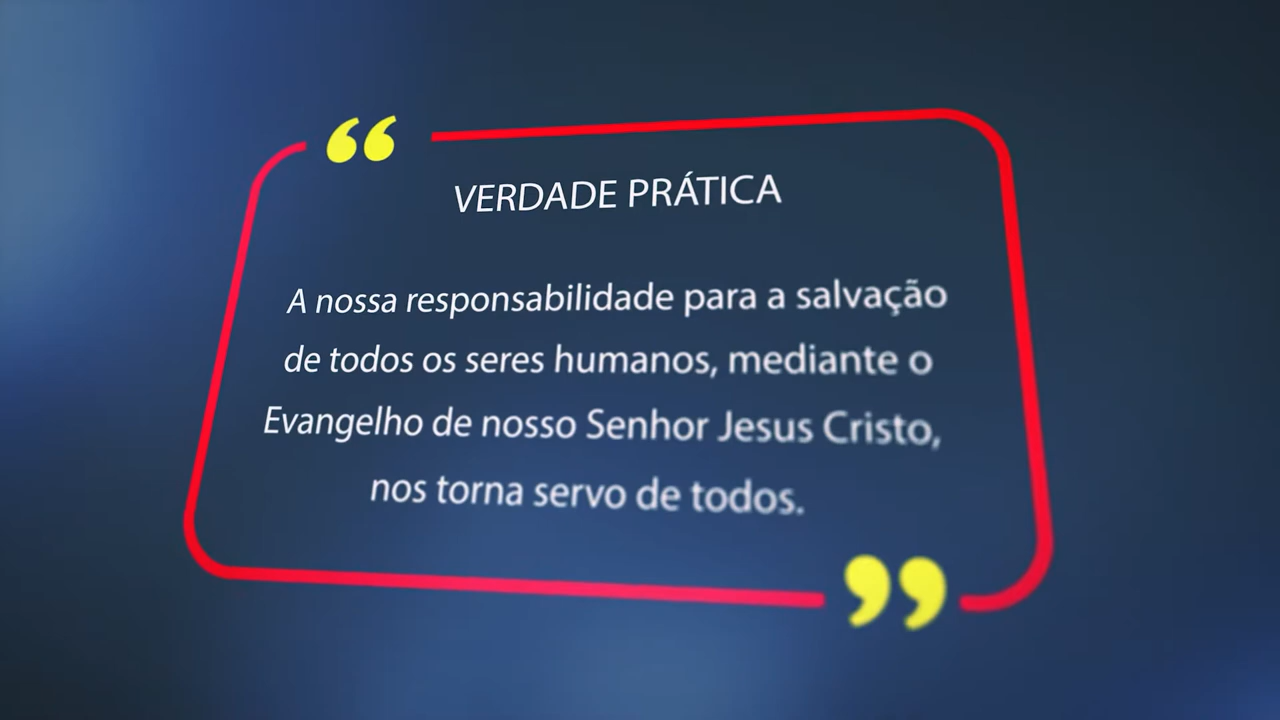 “
VERDADE PRÁTICA
A nossa responsabilidade para a salvação
de todos os seres humanos, mediante o
Evangelho de nosso Senhor Jesus Cristo,
nos torna servo de todos.
”